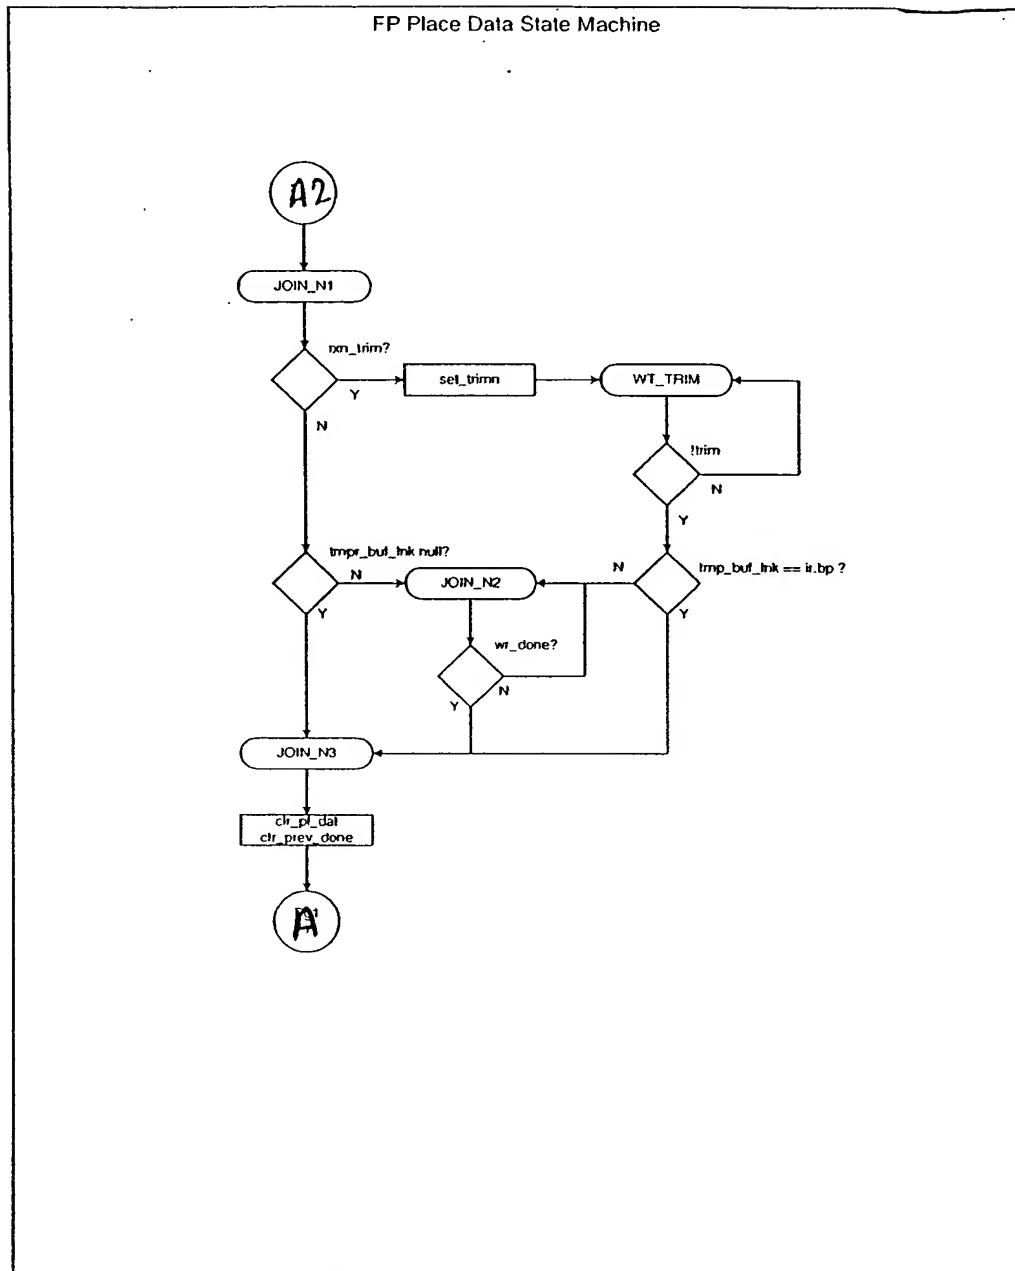 FP Place Data State Machine
A2
JOIN_N1
rxn_trim?
set_trimn
WT_TRIM
Y
N
!trim
N
Y
tmpr_buf_lnk null?
N
JOIN_N2
N
tmp_buf_lnk == ir.bp ?
Y
Y
wr_done?
N
Y
JOIN_N3
clr_pl_dat
clr_prev_done
A